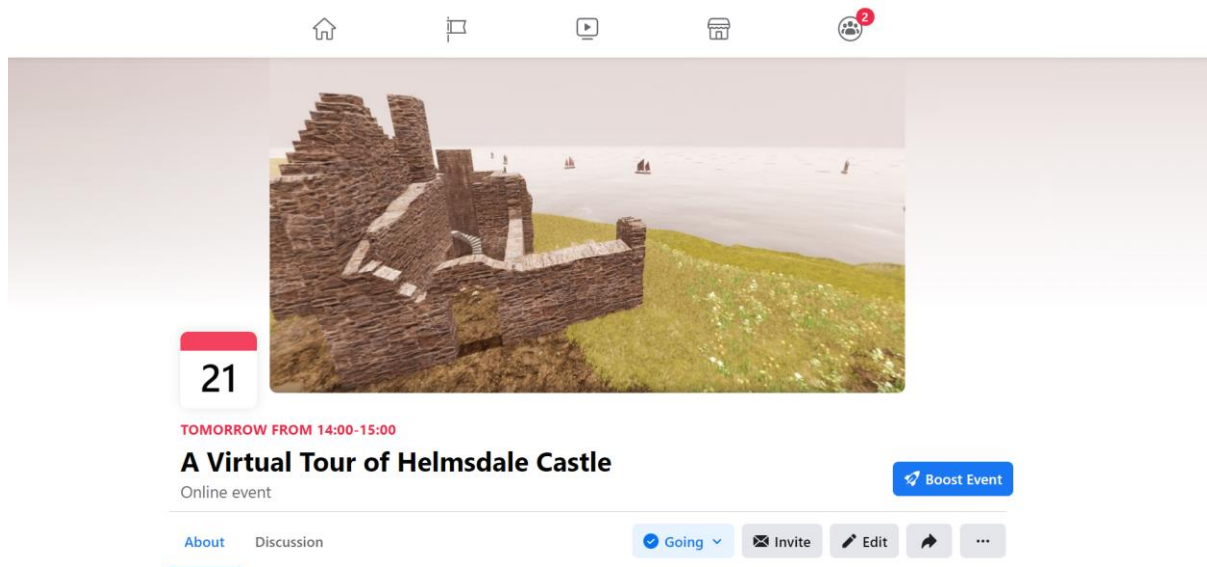 2
21
TOMORROW FROM 14:00-15:00
A Virtual Tour of Helmsdale Castle
Online event
Boost Event
About Discussion Going Invite Edit